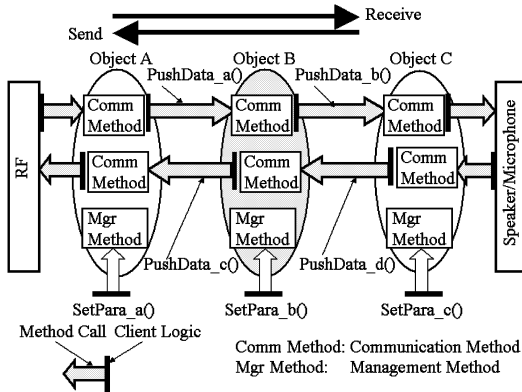 Receive
Send
Object A
Object B
Object C
PushData_a()
PushData_b()
Comm
Method
Comm
Method
Comm
Method
RF
Comm
Method
Comm
Method
Comm
Method
Speaker/Microphone
Mgr
Method
Mgr
Method
Mgr
Method
PushData_c()
PushData_d()
SetPara_a()
SetPara_b()
SetPara_c()
Method Call Client Logic
Comm Method: Communication Method
Mgr Method: Management Method